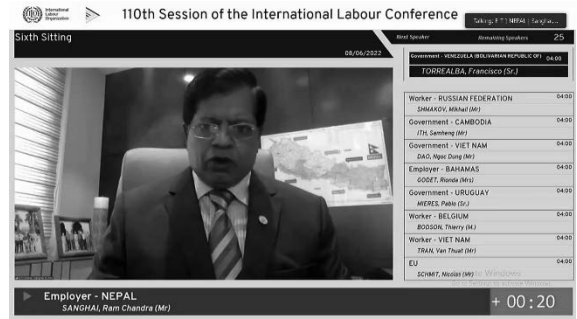 International
Labour
Organization
110th Session of the International Labour Conference
Talking: E T | NEPAL | Sangha...
Sixth Sitting
08/06/2022
Next Speaker
Remaining Speakers
25
Government - VENEZUELA (BOLIVARIAN REPUBLIC OF) 04:00
TORREALBA, Francisco (Sr.)
Worker - RUSSIAN FEDERATION 04:00
SHMAKOV, Mikhail (Mr)
Government - CAMBODIA 04:00
ITH, Samheng (Mr)
Government - VIET NAM 04:00
DAO, Ngoc Dung (Mr)
Employer - BAHAMAS 04:00
GODET, Rionda (Mrs)
Government - URUGUAY 04:00
MIERES, Pablo (Sr.)
Worker - BELGIUM 04:00
BODSON, Thierry (M.)
Worker - VIET NAM 04:00
TRAN, Van Thuat (Mr)
EU 04:00
SCHMIT, Nicolas (Mr)
Windows
Employer - NEPAL
SANGHAI, Ram Chandra (Mr)
+ 00:20